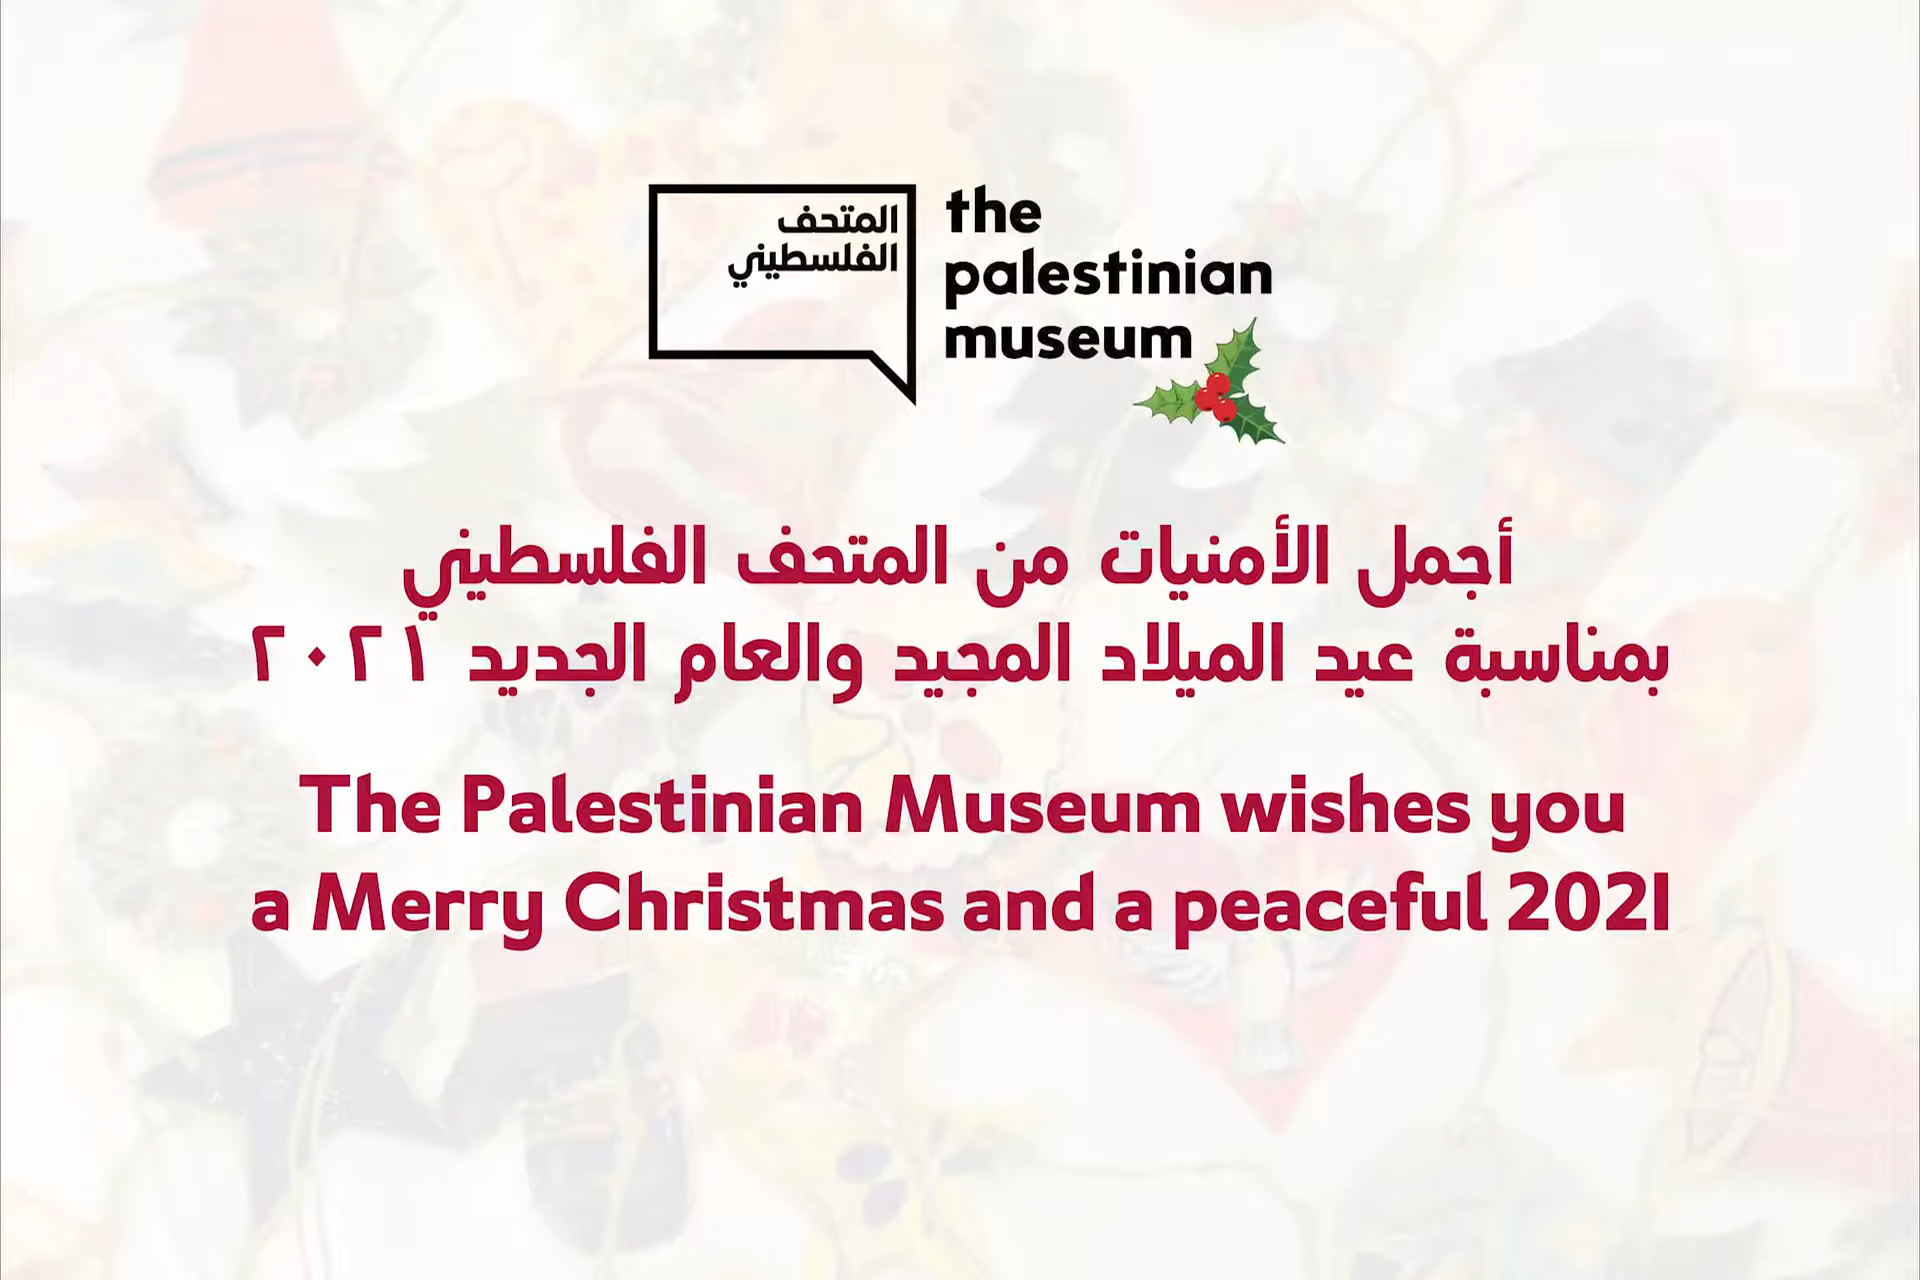 المتحف
الفلسطيني
the
palestinian
museum
أجمل الأمنيات من المتحف الفلسطيني
بمناسبة عيد الميلاد المجيد والعام الجديد ٢٠٢١
The Palestinian Museum wishes you
a Merry Christmas and a peaceful 2021